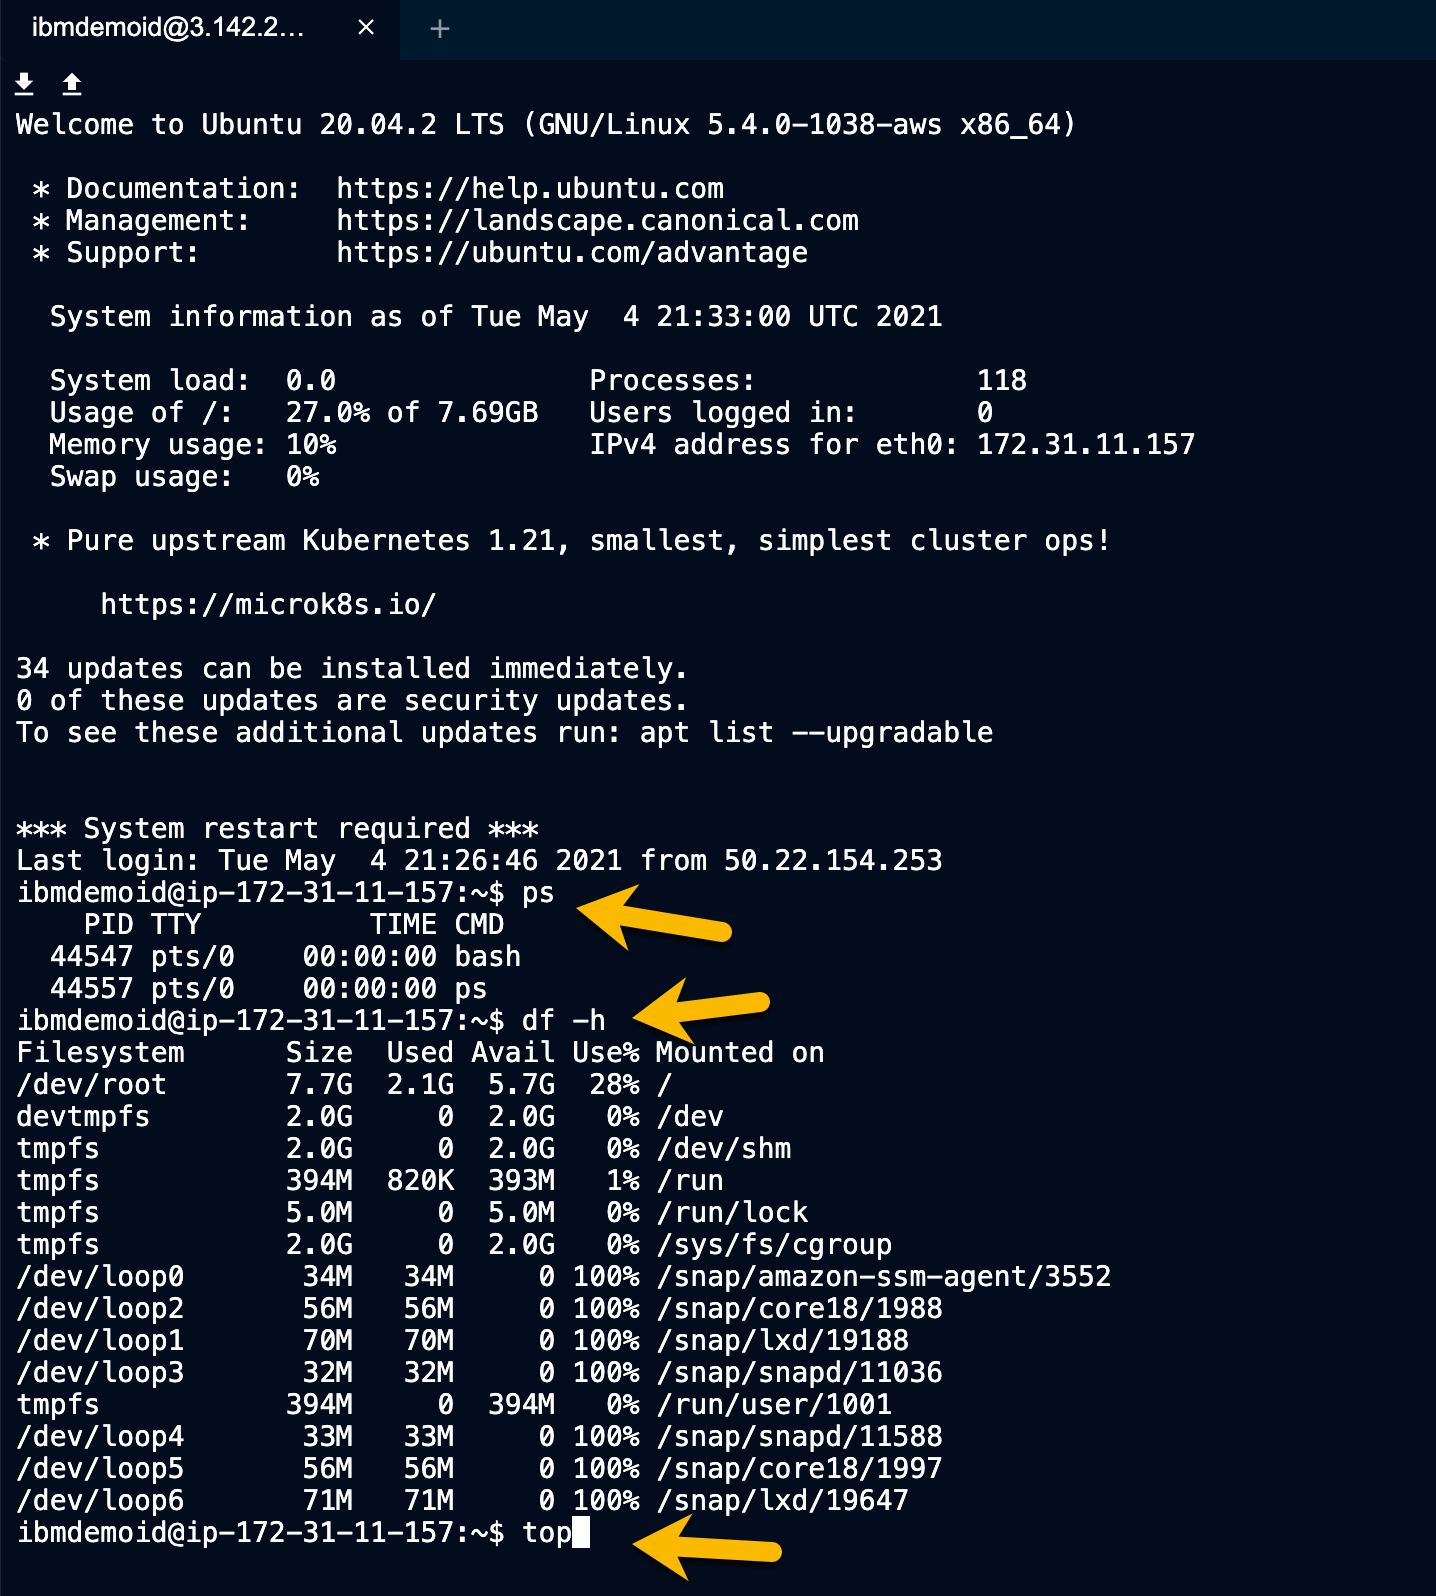 ibmdemoid@3.142.2...
Welcome to Ubuntu 20.04.2 LTS (GNU/Linux 5.4.0-1038-aws x86_64)
 * Documentation:  https://help.ubuntu.com
 * Management:     https://landscape.canonical.com
 * Support:        https://ubuntu.com/advantage
  System information as of Tue May  4 21:33:00 UTC 2021
  System load:  0.0               Processes:             118
  Usage of /:   27.0% of 7.69GB   Users logged in:       0
  Memory usage: 10%               IPv4 address for eth0: 172.31.11.157
  Swap usage:   0%
 * Pure upstream Kubernetes 1.21, smallest, simplest cluster ops!
     https://microk8s.io/
34 updates can be installed immediately.
0 of these updates are security updates.
To see these additional updates run: apt list --upgradable
*** System restart required ***
Last login: Tue May  4 21:26:46 2021 from 50.22.154.253
ibmdemoid@ip-172-31-11-157:~$ ps
    PID TTY          TIME CMD
  44547 pts/0    00:00:00 bash
  44557 pts/0    00:00:00 ps
ibmdemoid@ip-172-31-11-157:~$ df -h
Filesystem      Size  Used Avail Use% Mounted on
/dev/root       7.7G  2.1G  5.7G  28% /
devtmpfs        2.0G     0  2.0G   0% /dev
tmpfs           2.0G     0  2.0G   0% /dev/shm
tmpfs           394M  820K  393M   1% /run
tmpfs           5.0M     0  5.0M   0% /run/lock
tmpfs           2.0G     0  2.0G   0% /sys/fs/cgroup
/dev/loop0       34M   34M     0 100% /snap/amazon-ssm-agent/3552
/dev/loop2       56M   56M     0 100% /snap/core18/1988
/dev/loop1       70M   70M     0 100% /snap/lxd/19188
/dev/loop3       32M   32M     0 100% /snap/snapd/11036
tmpfs           394M     0  394M   0% /run/user/1001
/dev/loop4       33M   33M     0 100% /snap/snapd/11588
/dev/loop5       56M   56M     0 100% /snap/core18/1997
/dev/loop6       71M   71M     0 100% /snap/lxd/19647
ibmdemoid@ip-172-31-11-157:~$ top